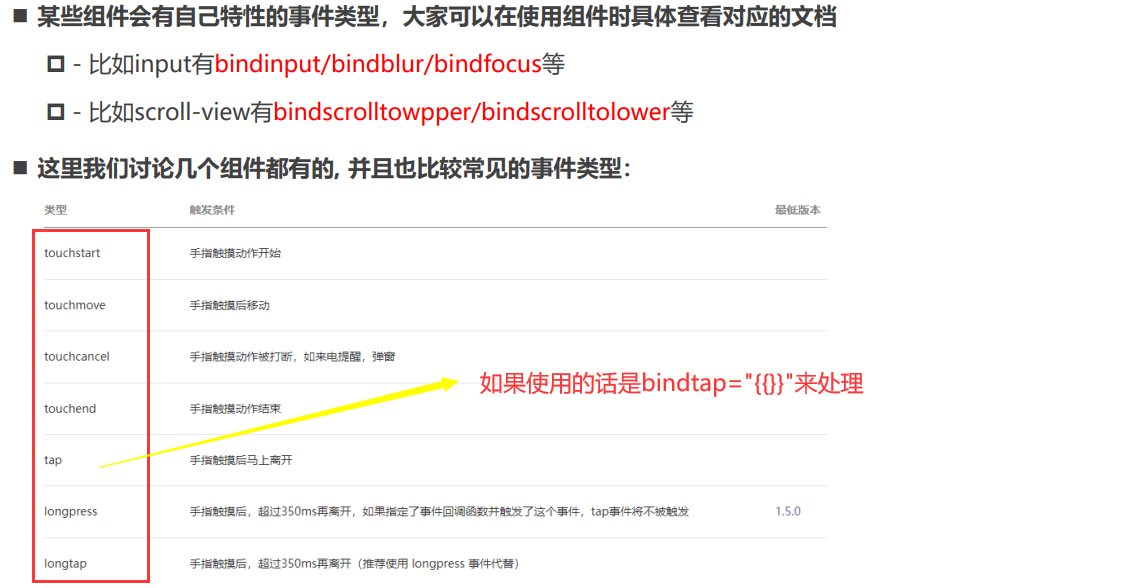 某些组件会有自己特性的事件类型，大家可以在使用组件时具体查看对应的文档
- 比如input有bindinput/bindblur/bindfocus等
- 比如scroll-view有bindscrolltowpper/bindscrolltolower等
这里我们讨论几个组件都有的, 并且也比较常见的事件类型：
类型 触发条件 最低版本
touchstart 手指触摸动作开始
touchmove 手指触摸后移动
touchcancel 手指触摸动作被打断，如来电提醒，弹窗
如果使用的话是bindtap="{{}}"来处理
touchend 手指触摸动作结束
tap 手指触摸后马上离开
longpress 手指触摸后，超过350ms再离开，如果指定了事件回调函数并触发了这个事件，tap事件将不被触发 1.5.0
longtap 手指触摸后，超过350ms再离开（推荐使用 longpress 事件代替）